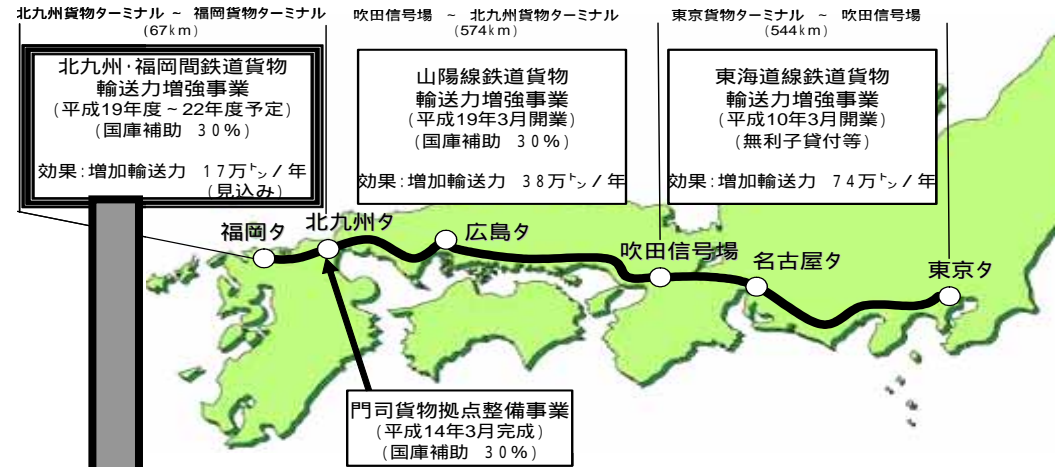 北九州貨物ターミナル ~ 福岡貨物ターミナル
(67km)
吹田信号場 ~ 北九州貨物ターミナル
(574km)
東京貨物ターミナル ~ 吹田信号場
(544km)
北九州・福岡間鉄道貨物
輸送力増強事業
(平成19年度~22年度予定)
(国庫補助 30%)
効果:増加輸送力 17万㌧/年
(見込み)
山陽線鉄道貨物
輸送力増強事業
(平成19年3月開業)
(国庫補助 30%)
効果:増加輸送力 38万㌧/年
東海道線鉄道貨物
輸送力増強事業
(平成10年3月開業)
(無利子貸付等)
効果:増加輸送力 74万㌧/年
福岡タ
北九州タ
広島タ
吹田信号場
名古屋タ
東京タ
門司貨物拠点整備事業
(平成14年3月完成)
(国庫補助 30%)